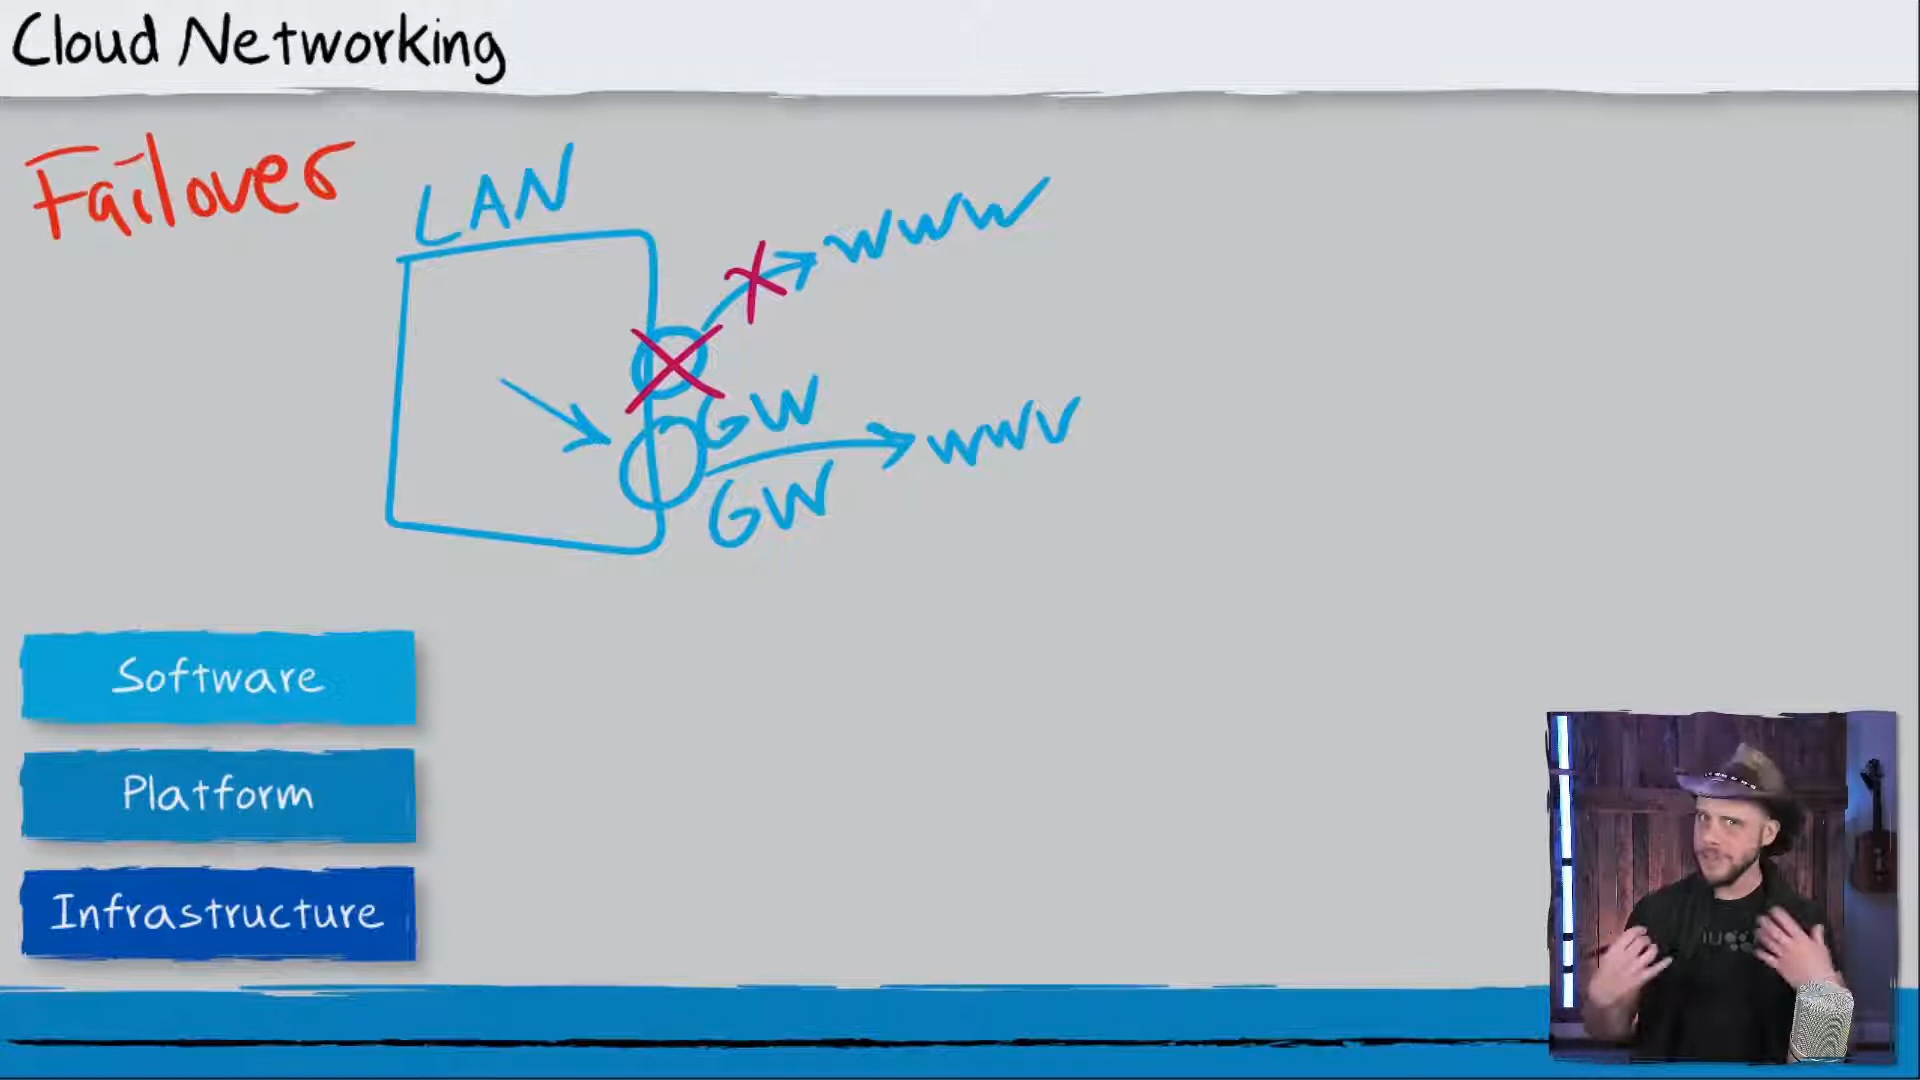 Cloud Networking
Failover
LAN
www
GW
wwv
GW
Software
Platform
Infrastructure